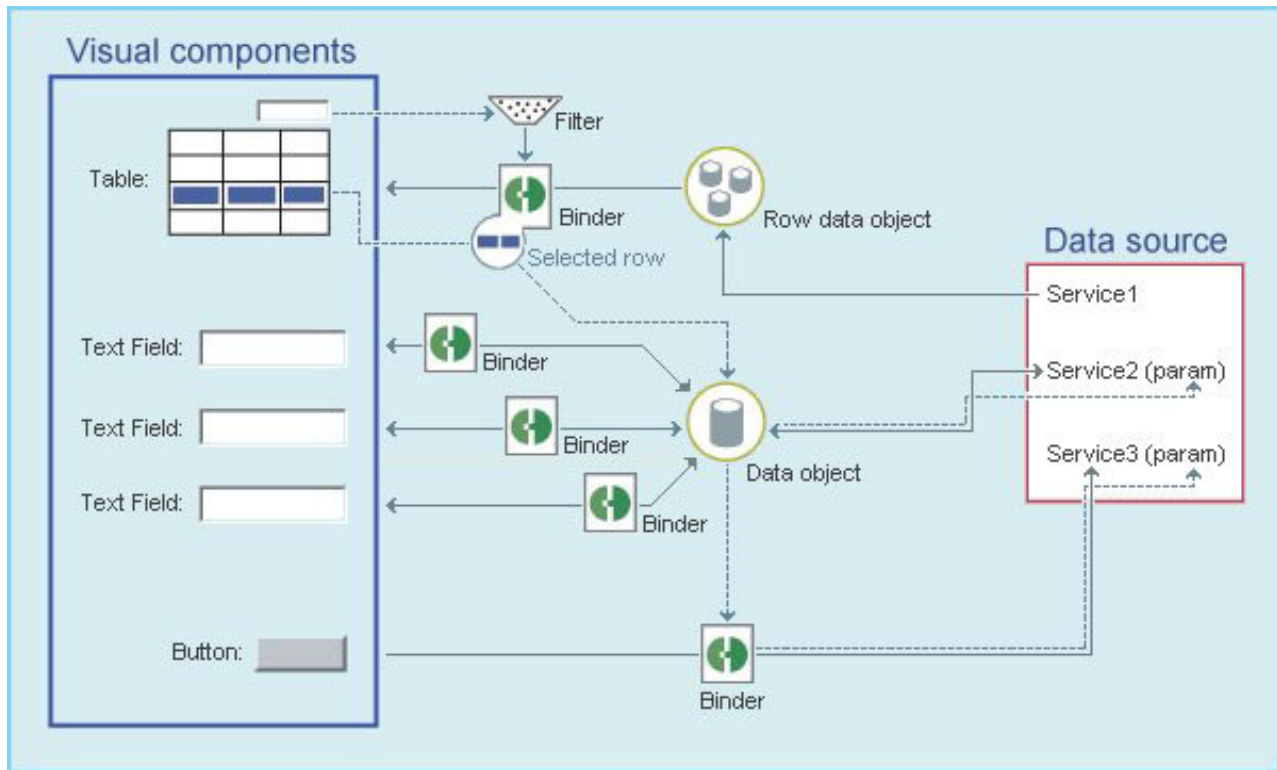 Visual components
Filter
Table:
Binder
Row data object
Selected row
Data source
Service1
Text Field:
Binder
Service2 (param)
Text Field:
Binder
Service3 (param)
Data object
Text Field:
Binder
Button:
Binder